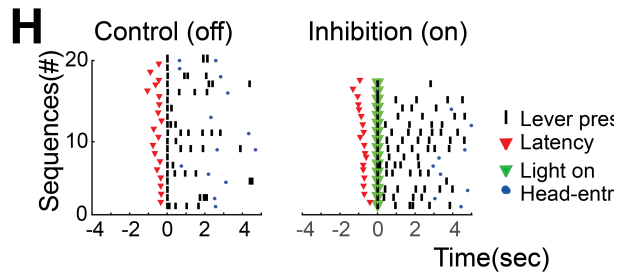 H
Control (off)
Inhibition (on)
Sequences(#)
20
10
0
-4 -2 0 2 4
-4 -2 0 2 4
Time(sec)
Lever pres
Latency
Light on
Head-entr